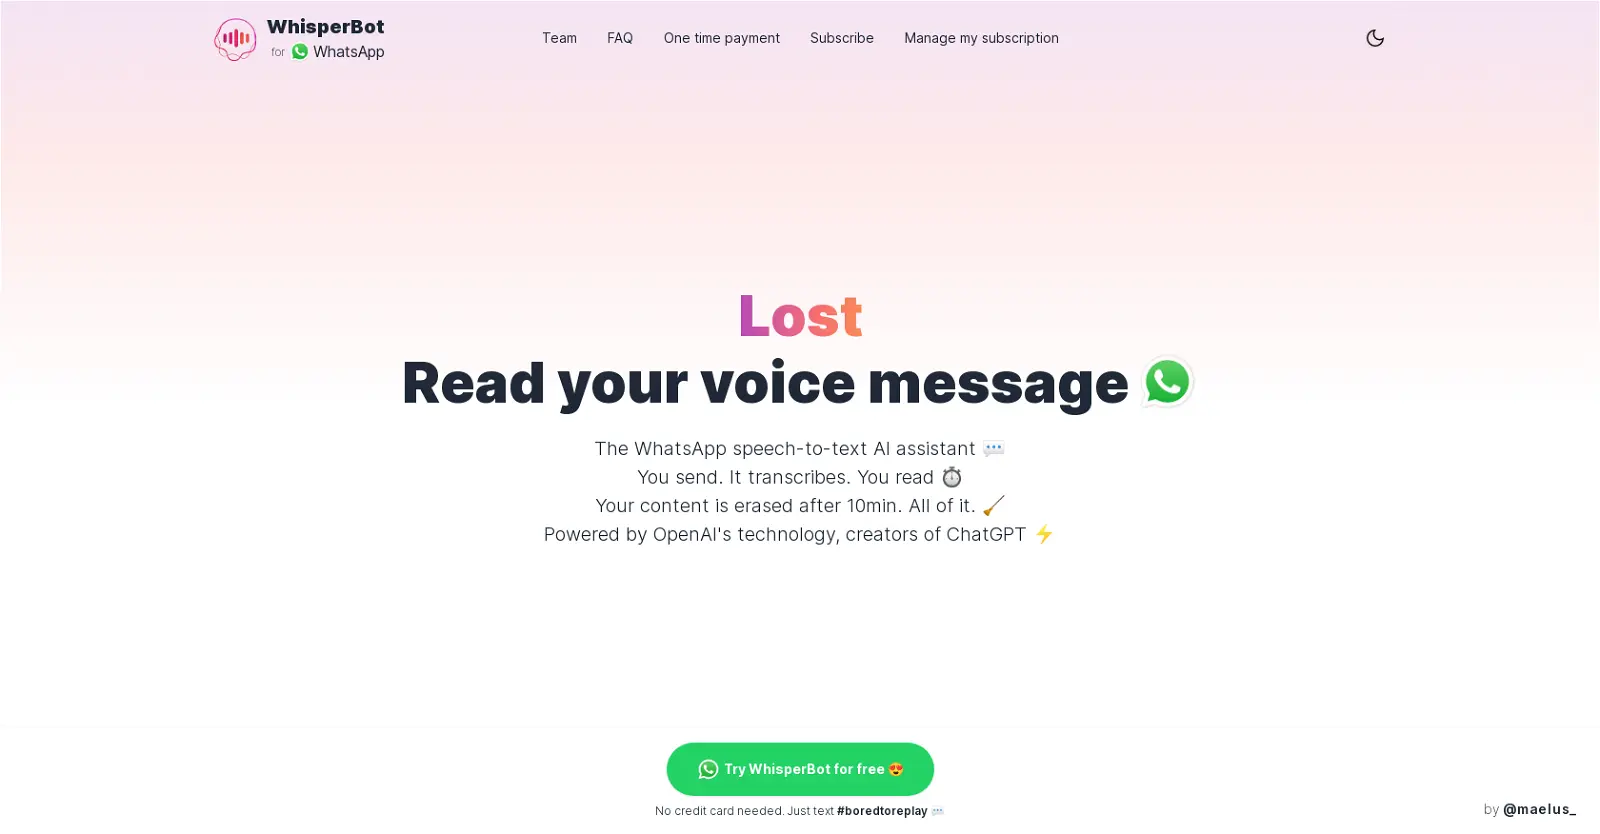 WhisperBot
for WhatsApp
Team FAQ One time payment Subscribe Manage my subscription
Lost
Read your voice message
The WhatsApp speech-to-text AI assistant 💬
You send. It transcribes. You read ⏱️
Your content is erased after 10min. All of it. 🧹
Powered by OpenAI's technology, creators of ChatGPT ⚡
Try WhisperBot for free 😍
No credit card needed. Just text #boredtoreplay 💬
by @maelus_